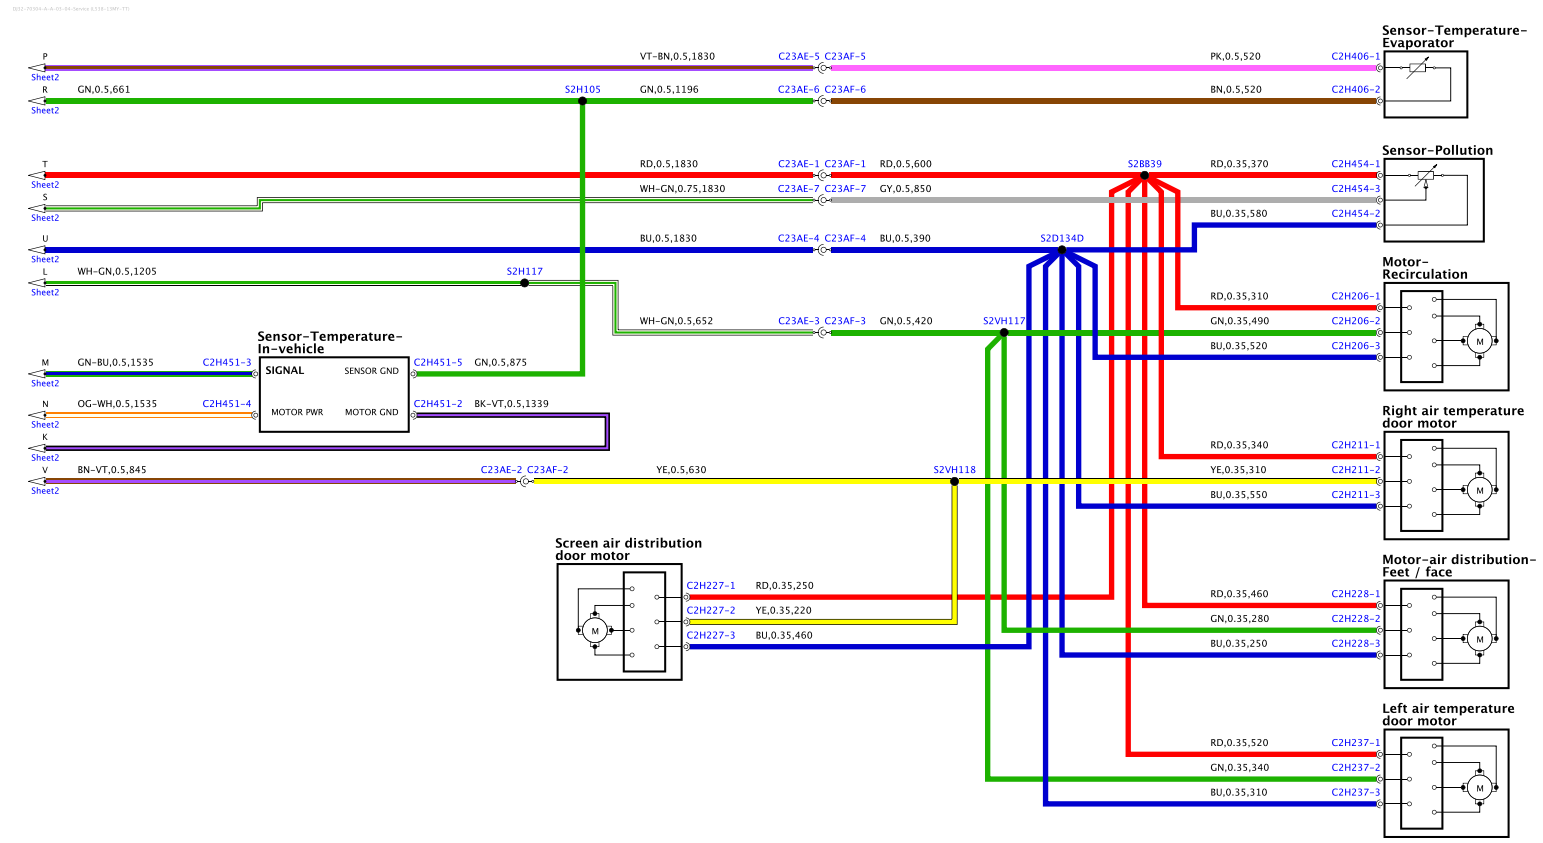 Sensor-Temperature-
Evaporator
P VT-BN,0.5,1830 C23AE-5 C23AF-5 PK,0.5,520 C2H406-1
Sheet2
R GN,0.5,661 S2H105 GN,0.5,1196 C23AE-6 C23AF-6 BN,0.5,520 C2H406-2
Sheet2
Sensor-Pollution
T RD,0.5,1830 C23AE-1 C23AF-1 RD,0.5,600 S2BB39 RD,0.35,370 C2H454-1
Sheet2
S WH-GN,0.75,1830 C23AE-7 C23AF-7 GY,0.5,850 C2H454-3
Sheet2
BU,0.35,580 C2H454-2
U BU,0.5,1830 C23AE-4 C23AF-4 BU,0.5,390 S2D134D
Sheet2
Motor-
Recirculation
L WH-GN,0.5,1205 S2H117
Sheet2
RD,0.35,310 C2H206-1
WH-GN,0.5,652 C23AE-3 C23AF-3 GN,0.5,420 S2VH117 GN,0.35,490 C2H206-2
BU,0.35,520 C2H206-3
M
Sensor-Temperature-
In-vehicle
M GN-BU,0.5,1535 C2H451-3 SIGNAL SENSOR GND C2H451-5 GN,0.5,875
Sheet2
N OG-WH,0.5,1535 C2H451-4 MOTOR PWR MOTOR GND C2H451-2 BK-VT,0.5,1339
Sheet2
K
Sheet2
Right air temperature
door motor
RD,0.35,340 C2H211-1
V BN-VT,0.5,845 C23AE-2 C23AF-2 YE,0.5,630 S2VH118 YE,0.35,310 C2H211-2
Sheet2
BU,0.35,550 C2H211-3
M
Screen air distribution
door motor
C2H227-1 RD,0.35,250
C2H227-2 YE,0.35,220
C2H227-3 BU,0.35,460
M
Motor-air distribution-
Feet / face
RD,0.35,460 C2H228-1
GN,0.35,280 C2H228-2
BU,0.35,250 C2H228-3
M
Left air temperature
door motor
RD,0.35,520 C2H237-1
GN,0.35,340 C2H237-2
BU,0.35,310 C2H237-3
M